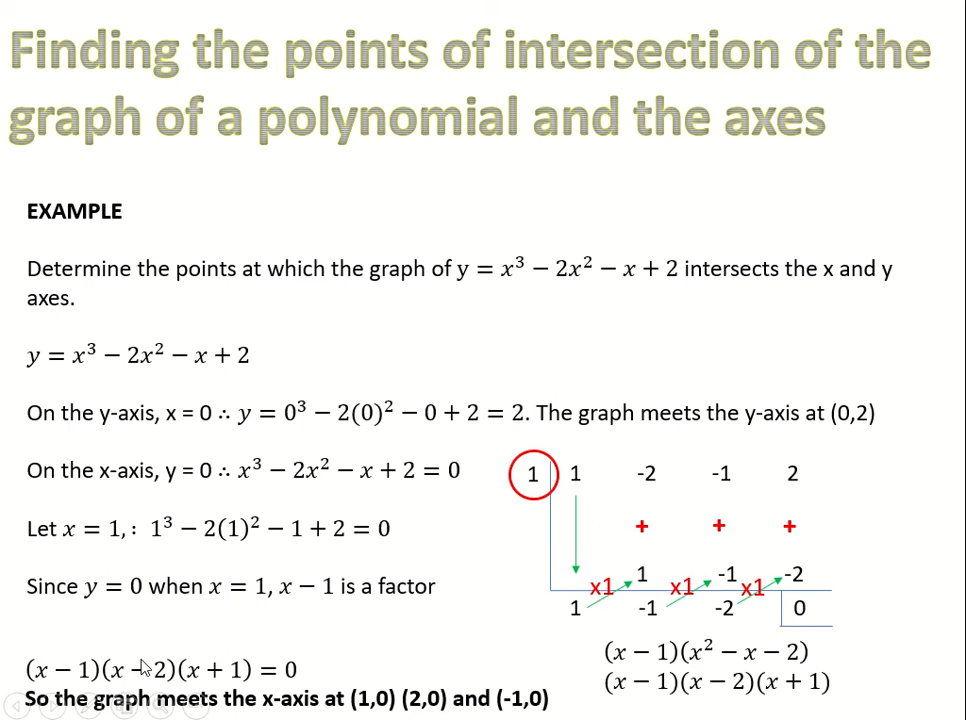 Finding the points of intersection of the
graph of a polynomial and the axes
EXAMPLE
Determine the points at which the graph of y = x³ − 2x² − x + 2 intersects the x and y
axes.
y = x³ − 2x² − x + 2
On the y-axis, x = 0 ∴ y = 0³ − 2(0)² − 0 + 2 = 2. The graph meets the y-axis at (0,2)
On the x-axis, y = 0 ∴ x³ − 2x² − x + 2 = 0
1 1 -2 -1 2
Let x = 1, : 1³ − 2(1)² − 1 + 2 = 0
+ + +
Since y = 0 when x = 1, x − 1 is a factor
1 -1 -2
x1 x1 x1
1 -1 -2 0
(x − 1)(x² − x − 2)
(x − 1)(x − 2)(x + 1)
(x − 1)(x − 2)(x + 1) = 0
So the graph meets the x-axis at (1,0) (2,0) and (-1,0)